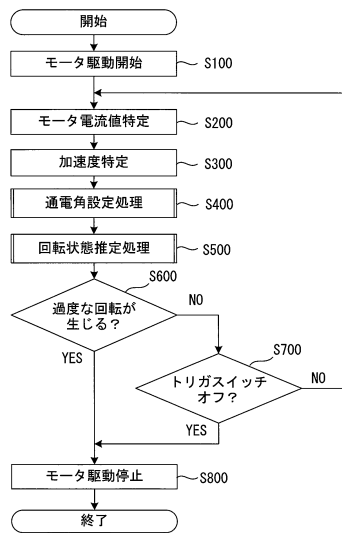 開始
モータ駆動開始 S100
モータ電流値特定 S200
加速度特定 S300
通電角設定処理 S400
回転状態推定処理 S500
S600
過度な回転が
生じる?
NO
YES
S700
トリガスイッチ
オフ?
NO
YES
モータ駆動停止 S800
終了